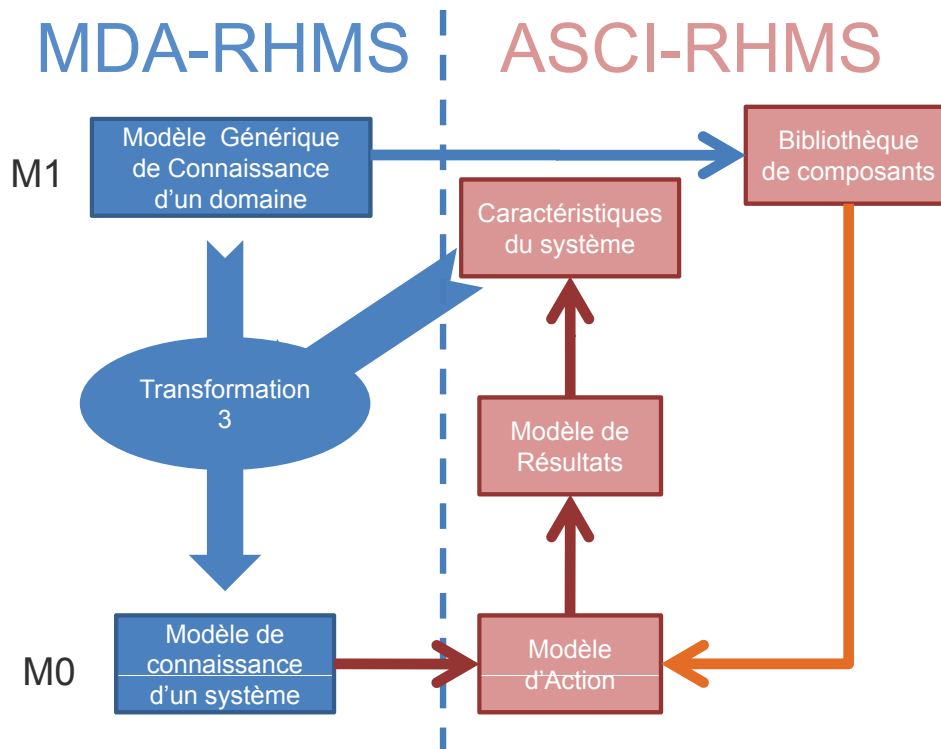 MDA-RHMS
ASCI-RHMS
M1
Modèle Générique
de Connaissance
d'un domaine
Bibliothèque
de composants
Caractéristiques
du système
Transformation
3
Modèle de
Résultats
M0
Modèle de
connaissance
d'un système
Modèle
d'Action